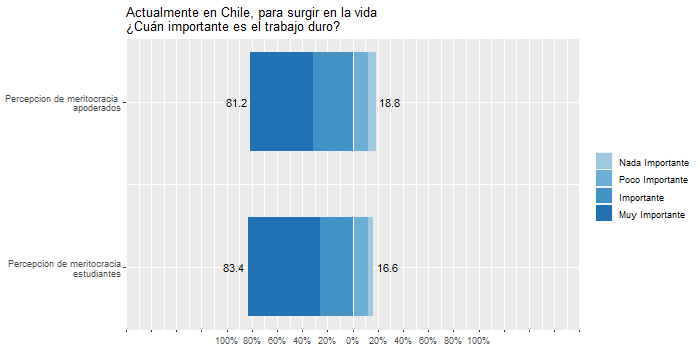 Actualmente en Chile, para surgir en la vida
¿Cuán importante es el trabajo duro?
Percepcion de meritocracia
apoderados
81.2
18.8
Nada Importante
Poco Importante
Importante
Muy Importante
Percepcion de meritocracia
estudiantes
83.4
16.6
100% 80% 60% 40% 20% 0% 20% 40% 60% 80% 100%